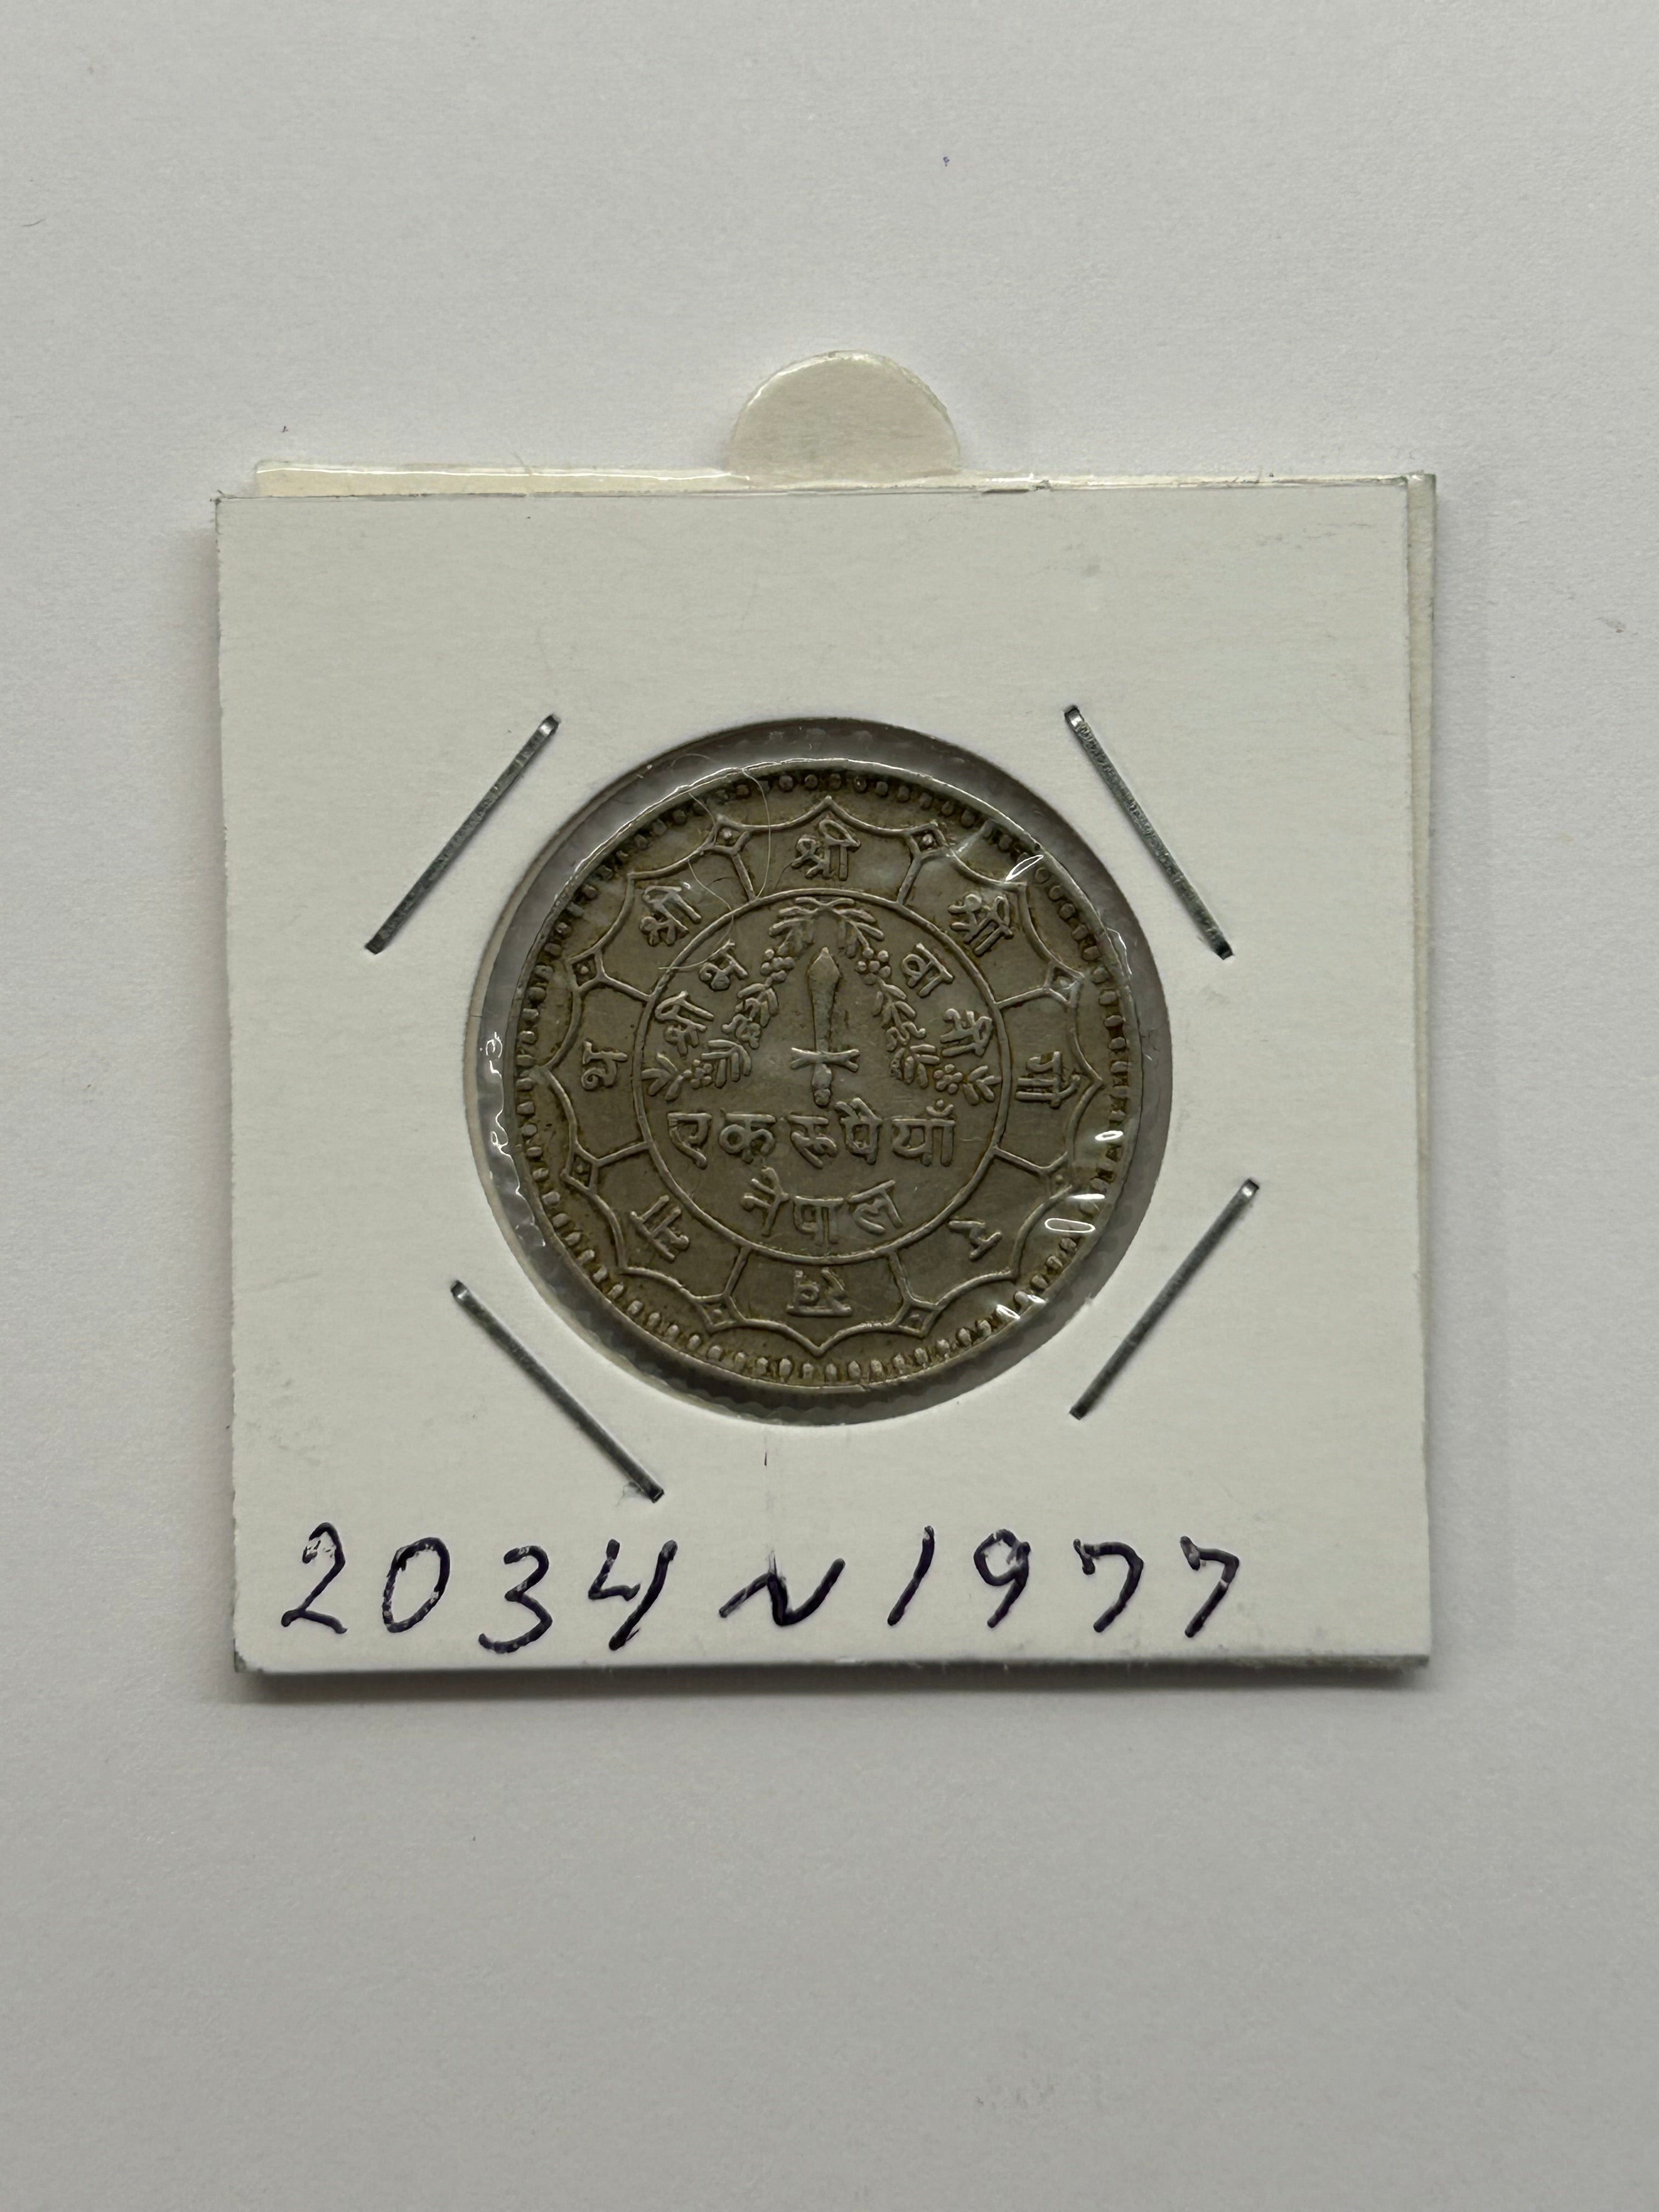 श्री श्री श्री गो र ख ना थ
श्री भ वा नी
एक रूपैयाँ
नेपाल
2034 ~ 1977